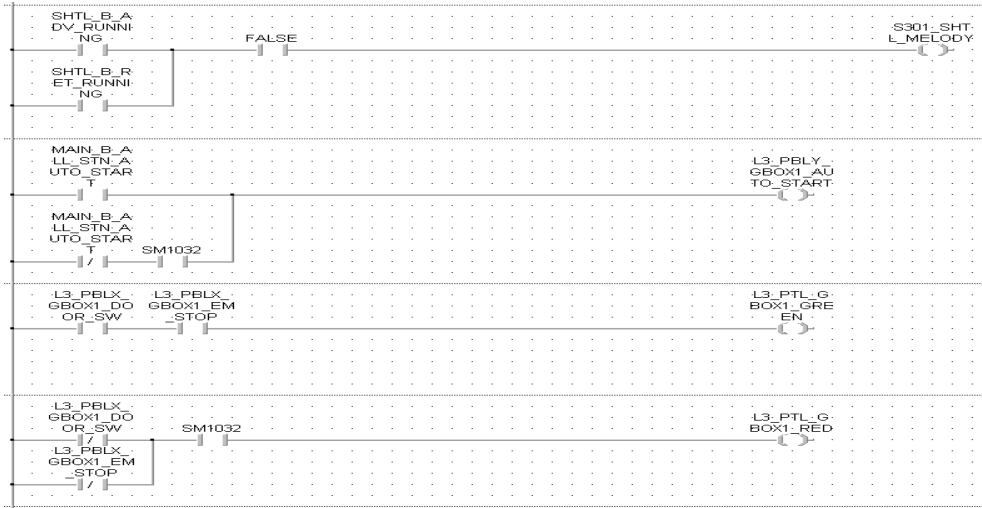 SHTL_B_A
DV_RUNNI
NG
FALSE
S301_SHT
L_MELODY
SHTL_B_R
ET_RUNNI
NG
MAIN_B_A
LL_STN_A
UTO_STAR
T
L3_PBLY_
GBOX1_AU
TO_START
MAIN_B_A
LL_STN_A
UTO_STAR
T
SM1032
L3_PBLX_
GBOX1_DO
OR_SW
L3_PBLX_
GBOX1_EM
_STOP
L3_PTL_G
BOX1_GRE
EN
L3_PBLX_
GBOX1_DO
OR_SW
SM1032
L3_PTL_G
BOX1_RED
L3_PBLX_
GBOX1_EM
_STOP